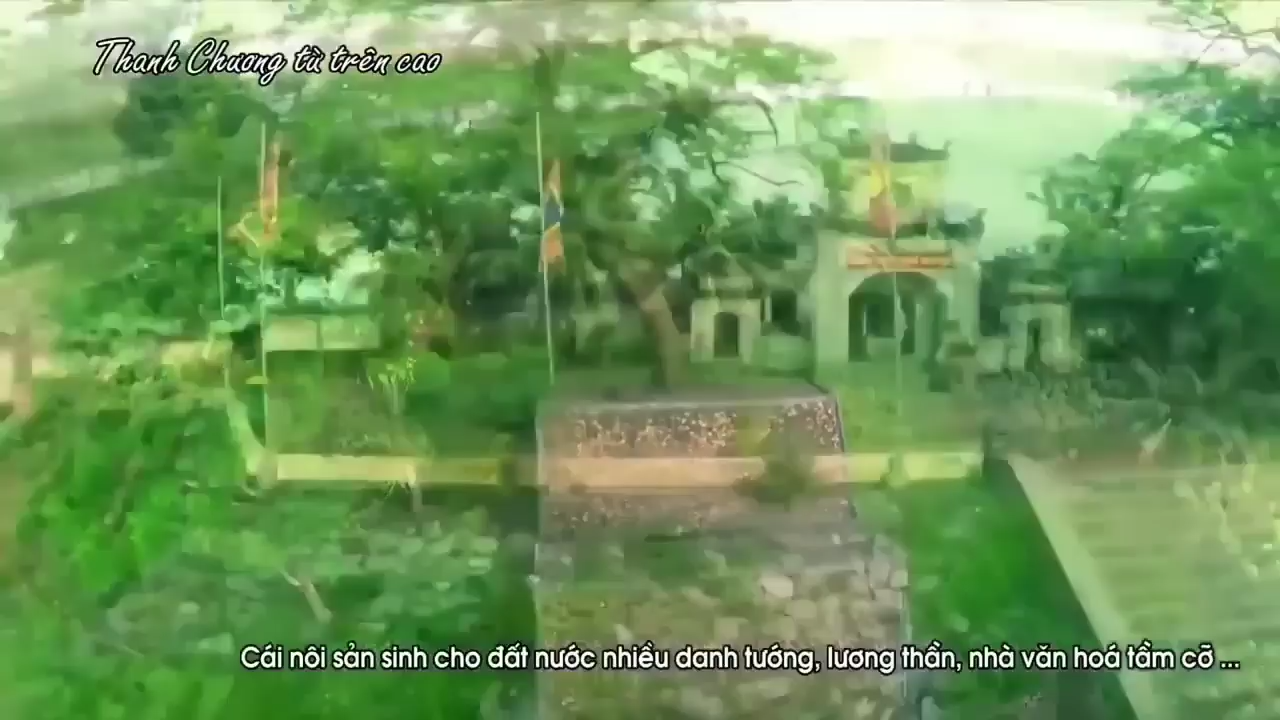 Thanh Chương từ trên cao
Cái nôi sản sinh cho đất nước nhiều danh tướng, lương thần, nhà văn hoá tầm cỡ ...